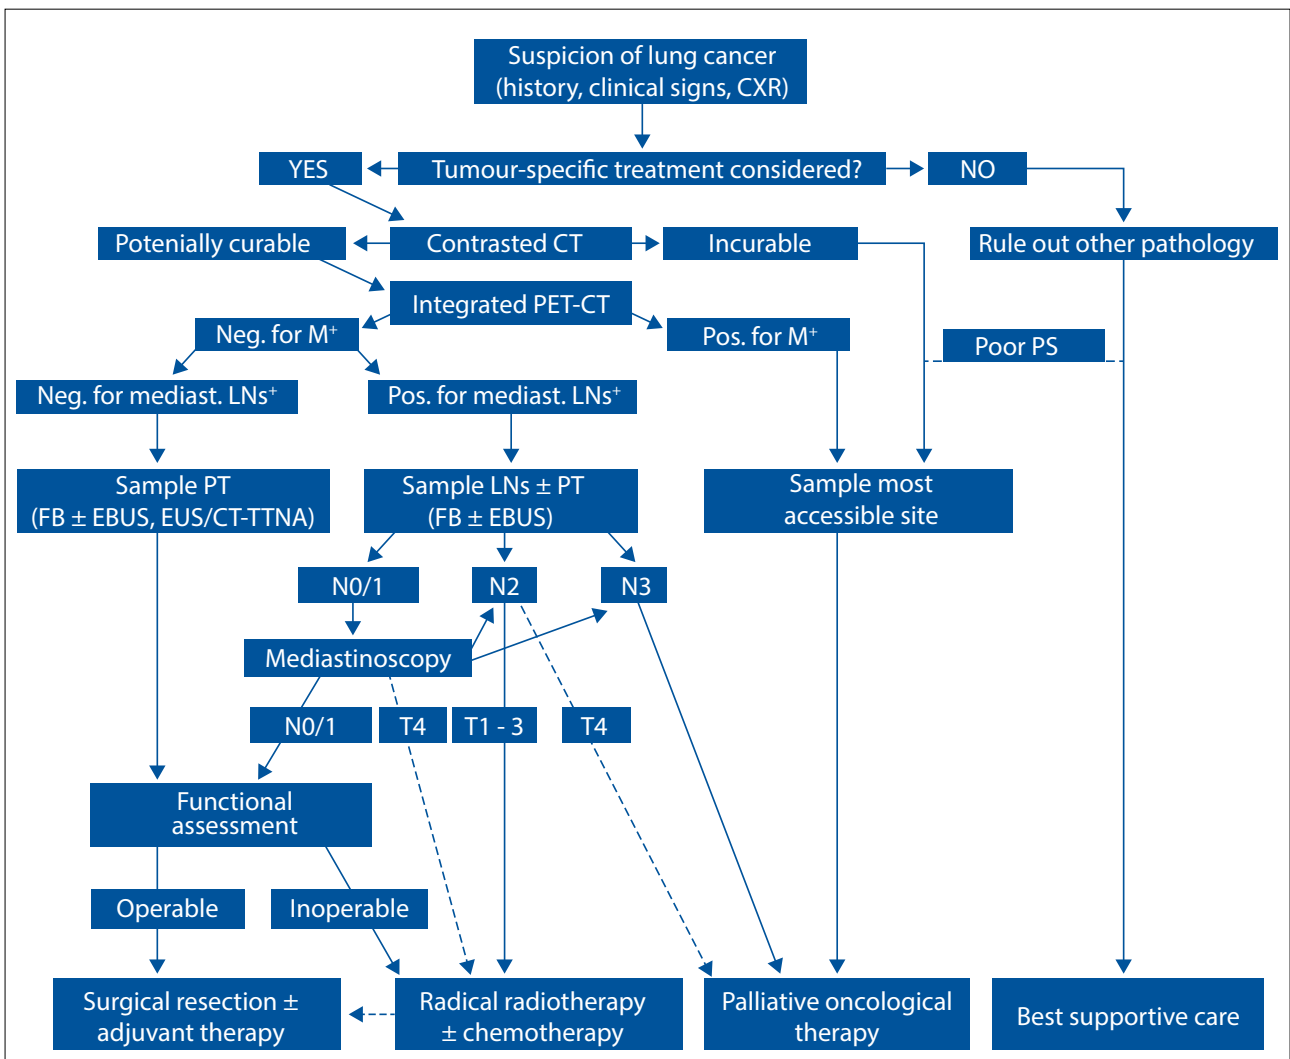 Suspicion of lung cancer
(history, clinical signs, CXR)
YES
Tumour-specific treatment considered?
NO
Potenially curable
Contrasted CT
Incurable
Rule out other pathology
Integrated PET-CT
Neg. for M⁺
Pos. for M⁺
Poor PS
Neg. for mediast. LNs⁺
Pos. for mediast. LNs⁺
Sample PT
(FB ± EBUS, EUS/CT-TTNA)
Sample LNs ± PT
(FB ± EBUS)
Sample most
accessible site
N0/1
N2
N3
Mediastinoscopy
N0/1
T4
T1 - 3
T4
Functional
assessment
Operable
Inoperable
Surgical resection ±
adjuvant therapy
Radical radiotherapy
± chemotherapy
Palliative oncological
therapy
Best supportive care